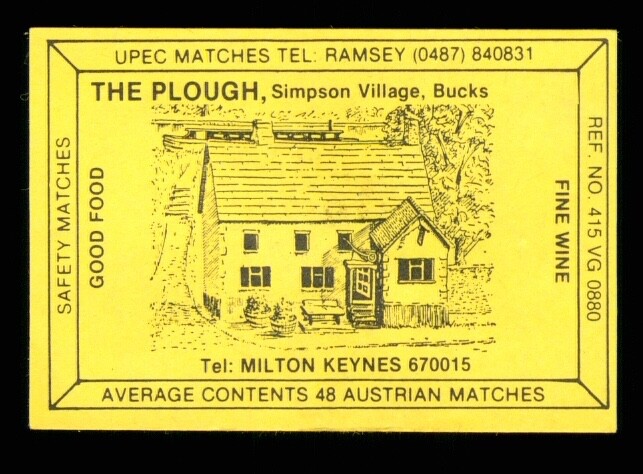 UPEC MATCHES TEL: RAMSEY (0487) 840831
THE PLOUGH, Simpson Village, Bucks
SAFETY MATCHES
GOOD FOOD
FINE WINE
REF. NO. 415 VG 0880
Tel: MILTON KEYNES 670015
AVERAGE CONTENTS 48 AUSTRIAN MATCHES